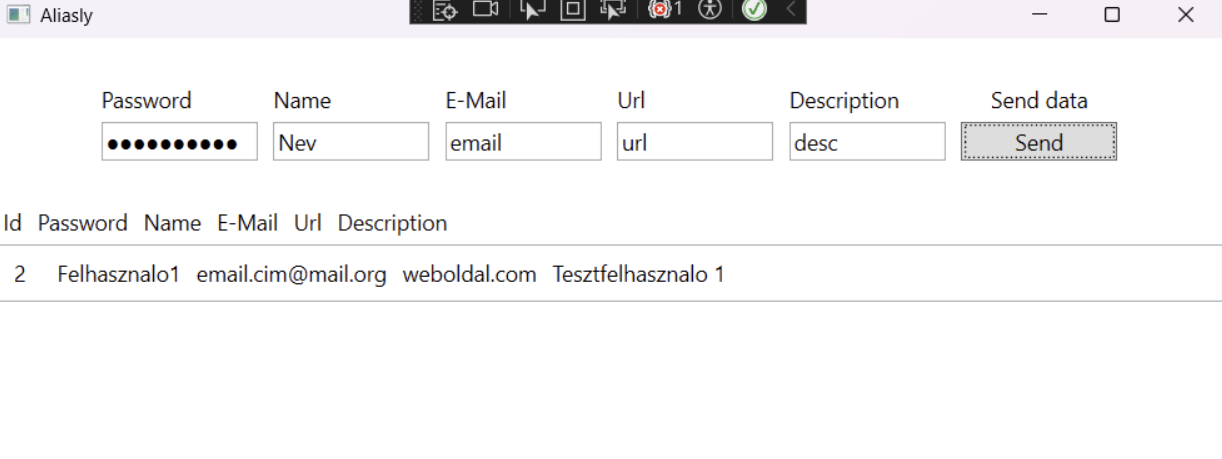 Aliasly
1
Password Name E-Mail Url Description Send data
●●●●●●●●●● Nev email url desc Send
Id Password Name E-Mail Url Description
2 Felhasznalo1 email.cim@mail.org weboldal.com Tesztfelhasznalo 1